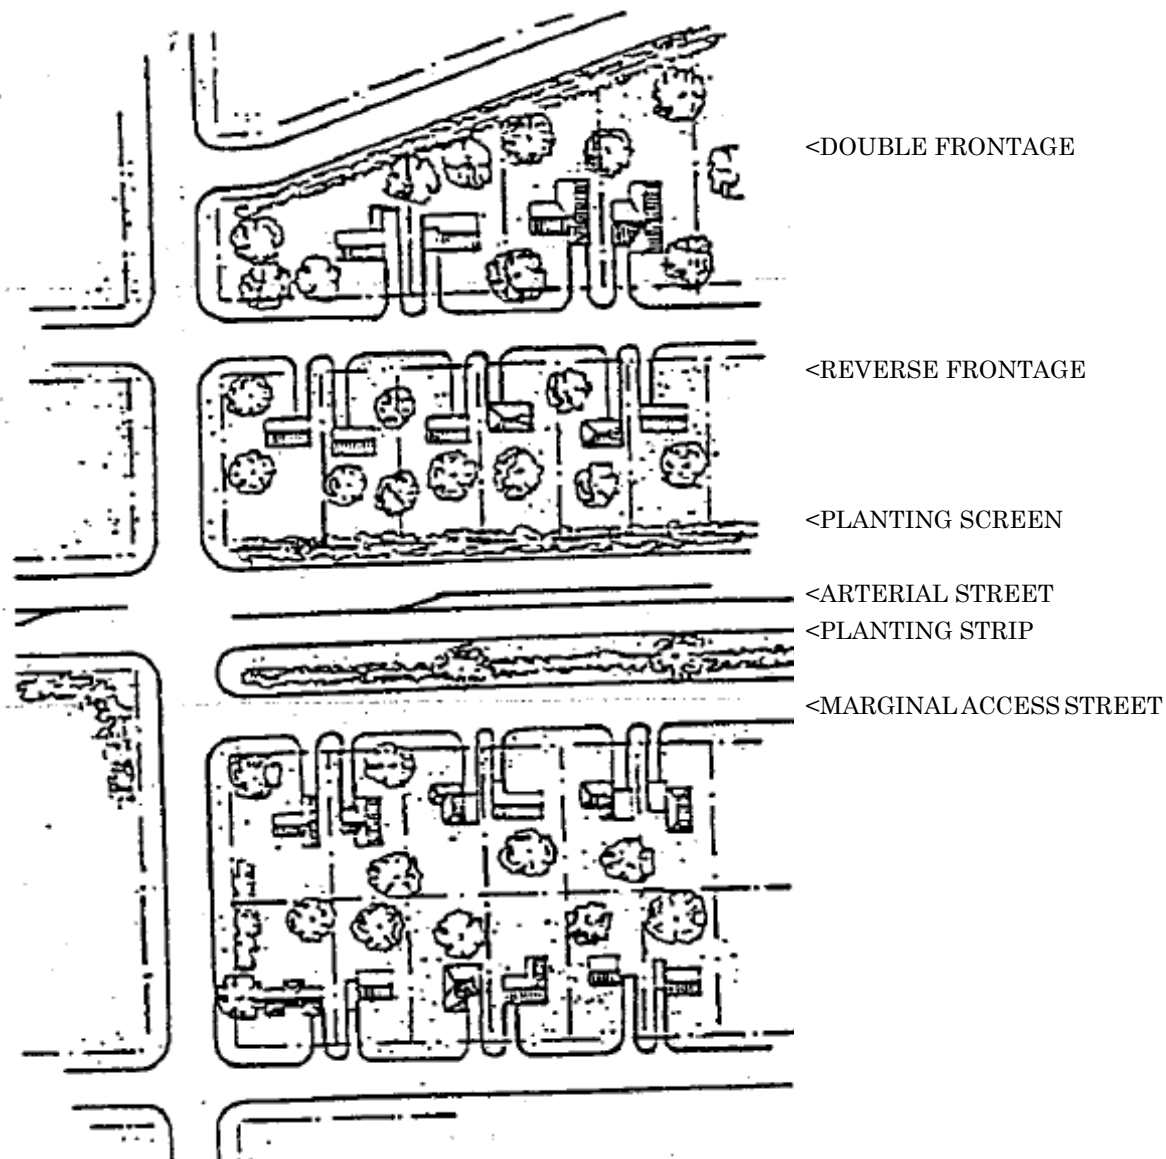 <DOUBLE FRONTAGE
<REVERSE FRONTAGE
<PLANTING SCREEN
<ARTERIAL STREET
<PLANTING STRIP
<MARGINAL ACCESS STREET